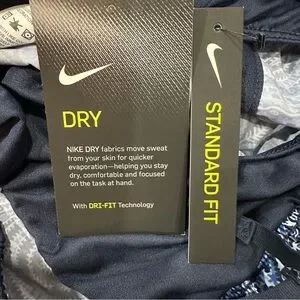 DRY
NIKE DRY fabrics move sweat
from your skin for quicker
evaporation—helping you stay
dry, comfortable and focused
on the task at hand.
With DRI-FIT Technology
STANDARD FIT